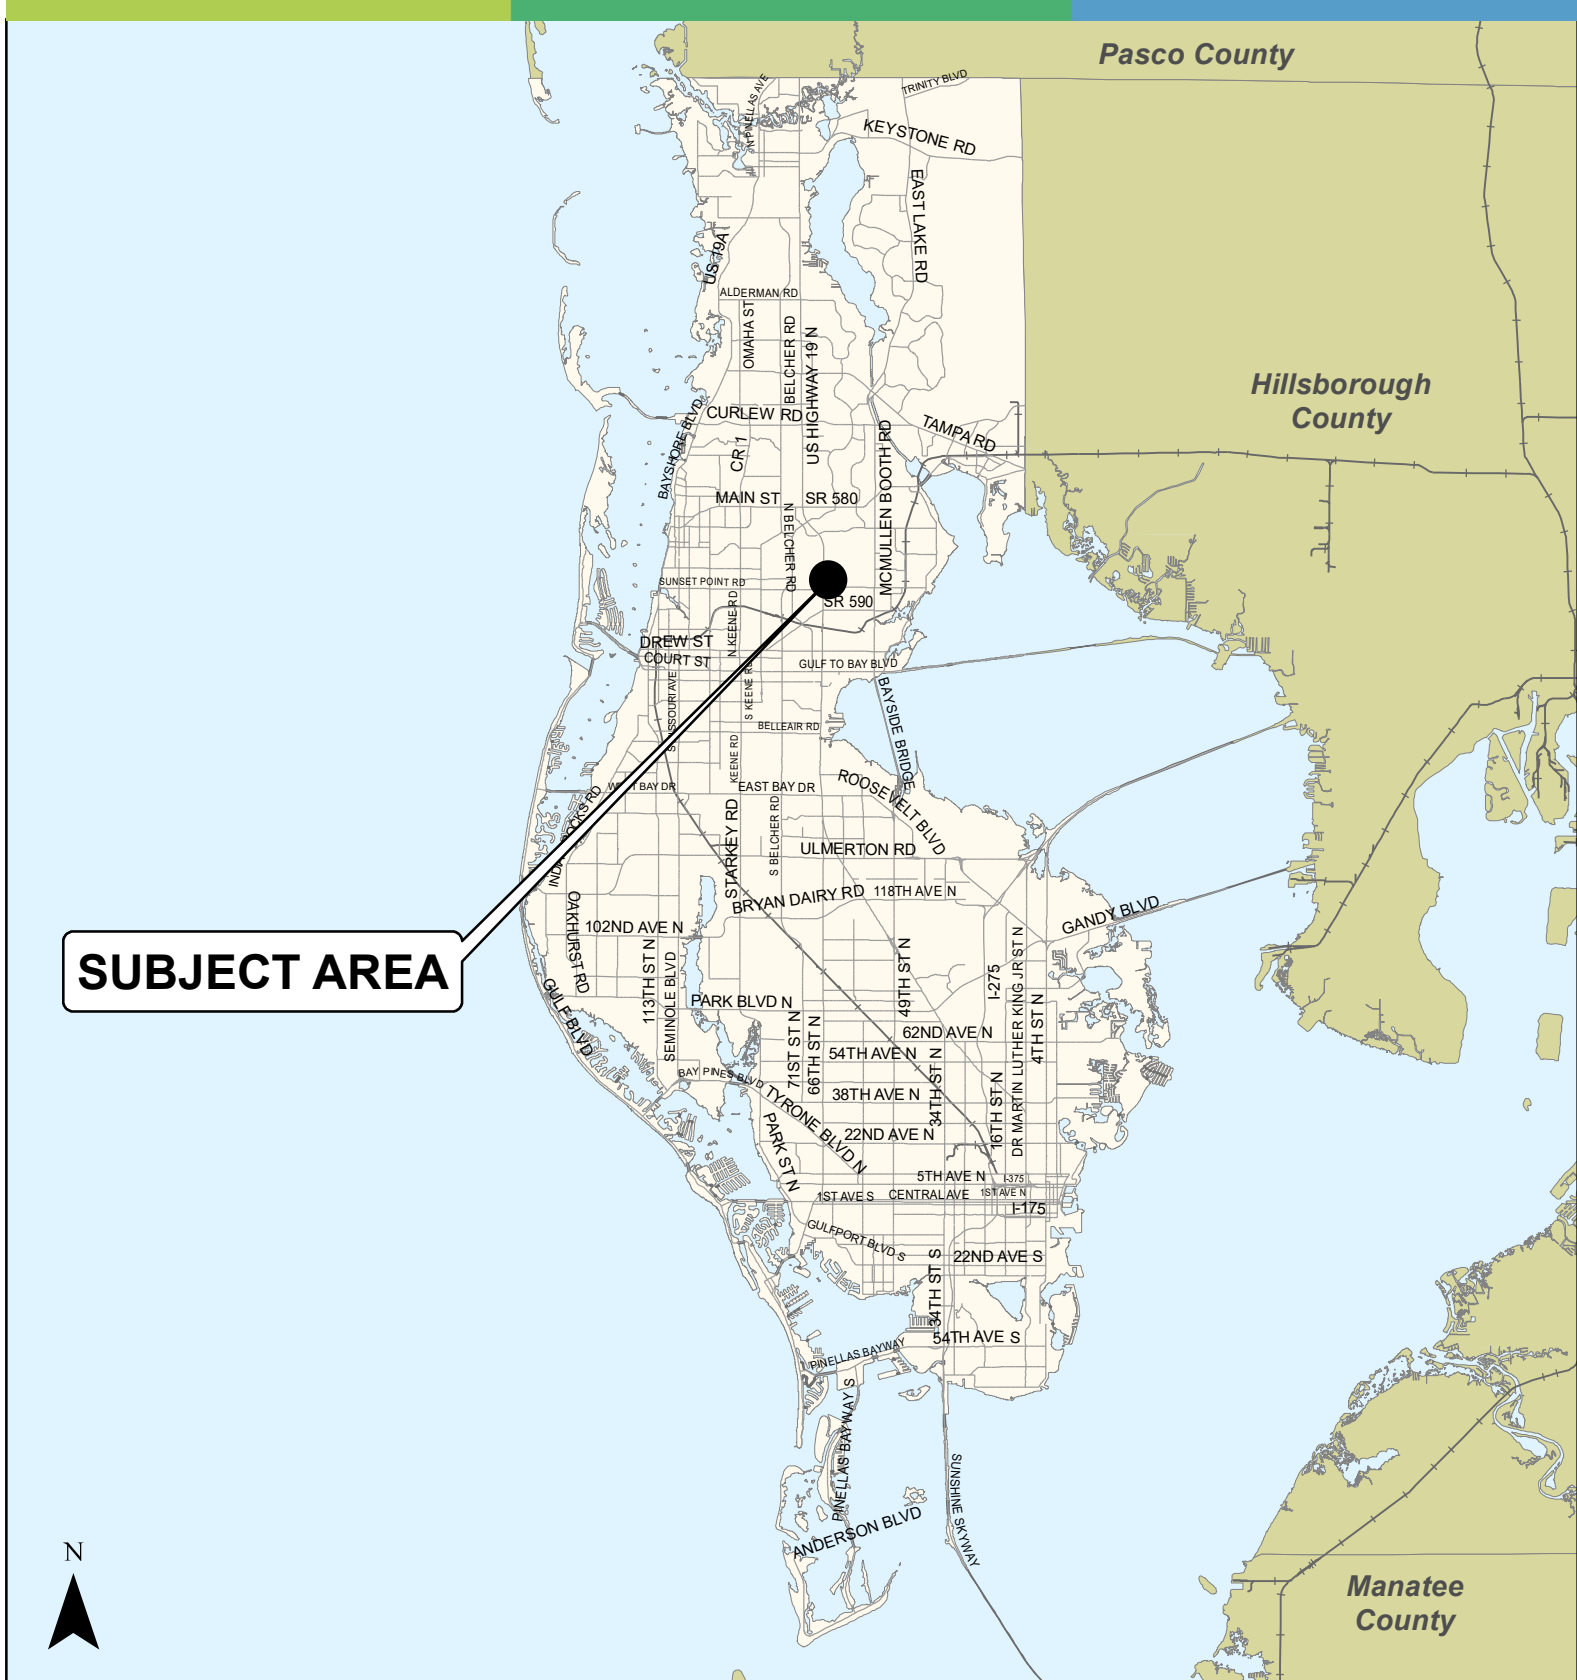 Pasco County
TRINITY BLVD
N PINELLAS AVE
KEYSTONE RD
EAST LAKE RD
US 19A
ALDERMAN RD
OMAHA ST
BELCHER RD
US HIGHWAY 19 N
Hillsborough
County
BAYSHORE BLVD
CURLEW RD
TAMPA RD
CR 1
MCMULLEN BOOTH RD
MAIN ST
SR 580
N BELCHER RD
SUNSET POINT RD
SR 590
N KEENE RD
DREW ST
COURT ST
GULF TO BAY BLVD
S KEENE RD
BAYSIDE BRIDGE
BELLEAIR RD
KEENE RD
EAST BAY DR
ROOSEVELT BLVD
STARKEY RD
S BELCHER RD
ULMERTON RD
BRYAN DAIRY RD
118TH AVE N
OAKHURST RD
102ND AVE N
GANDY BLVD
SUBJECT AREA
113TH ST N
SEMINOLE BLVD
49TH ST N
I-275
DR MARTIN LUTHER KING JR ST N
4TH ST N
GULF BLVD
PARK BLVD N
62ND AVE N
71ST ST N
66TH ST N
54TH AVE N
34TH ST N
BAY PINES BLVD
38TH AVE N
16TH ST N
TYRONE BLVD N
22ND AVE N
PARK ST N
5TH AVE N
I-375
1ST AVE S
CENTRAL AVE
1ST AVE N
I-175
GULFPORT BLVD S
22ND AVE S
34TH ST S
54TH AVE S
PINELLAS BAYWAY
PINELLAS BAYWAY S
SUNSHINE SKYWAY
ANDERSON BLVD
N
Manatee
County